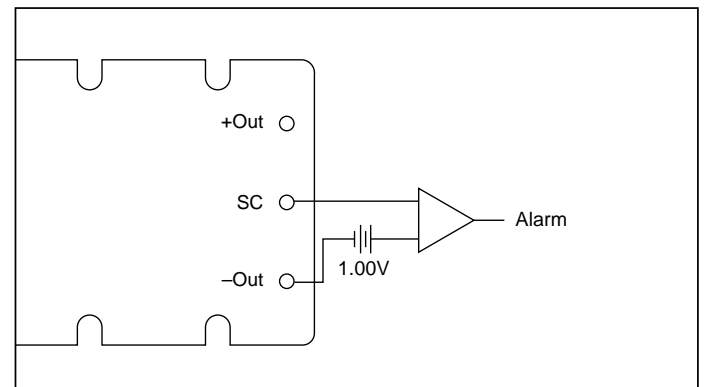 +Out
SC
Alarm
–Out
1.00V